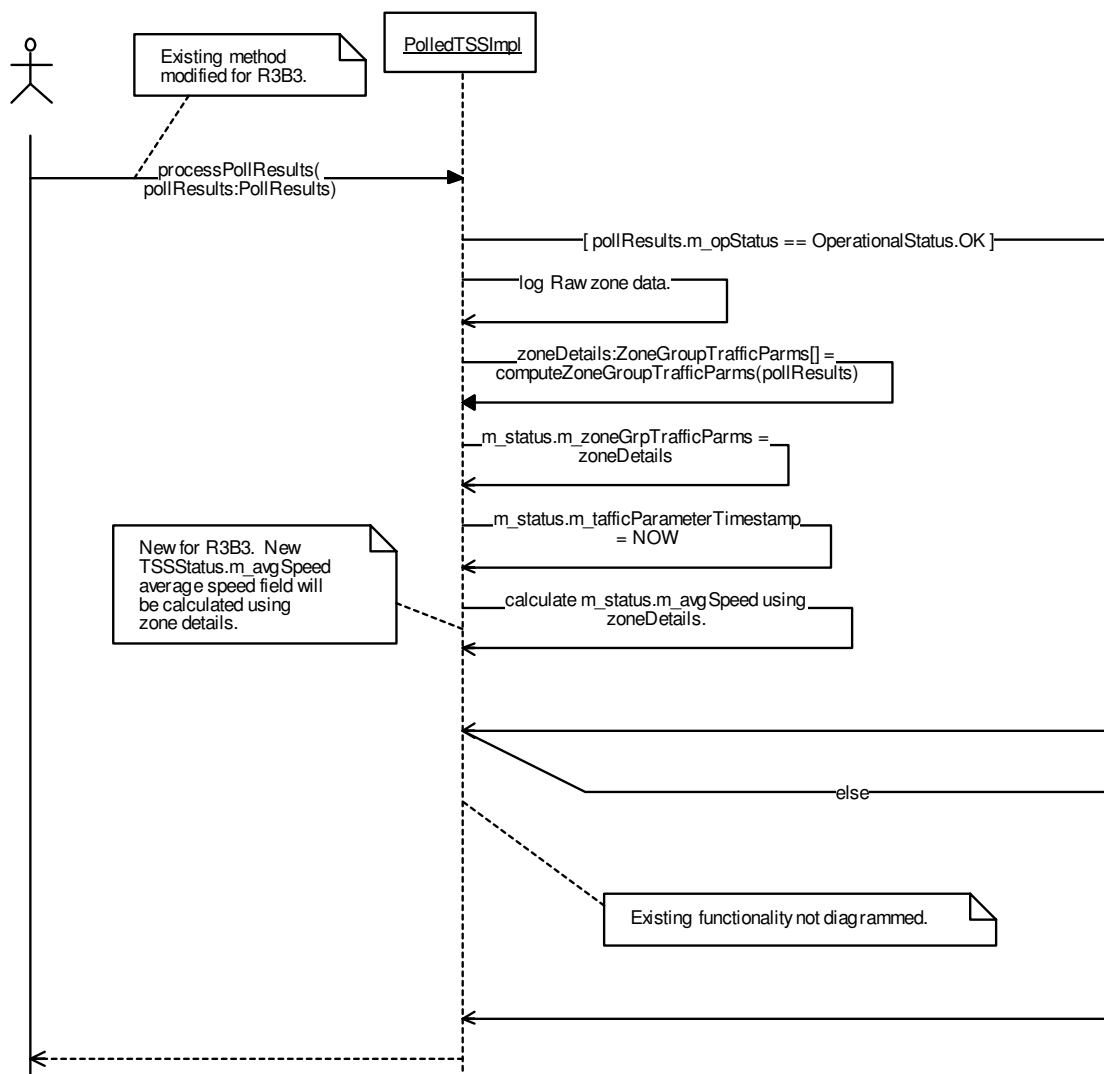 PolledTSSImpl
Existing method
modified for R3B3.
processPollResults(
pollResults:PollResults)
[ pollResults.m_opStatus == OperationalStatus.OK ]
log Raw zone data.
zoneDetails:ZoneGroupTrafficParms[] =
computeZoneGroupTrafficParms(pollResults)
m_status.m_zoneGrpTrafficParms =
zoneDetails
m_status.m_tafficParameterTimestamp
= NOW
New for R3B3. New
TSSStatus.m_avgSpeed
average speed field will
be calculated using
zone details.
calculate m_status.m_avgSpeed using
zoneDetails.
else
Existing functionality not diagrammed.